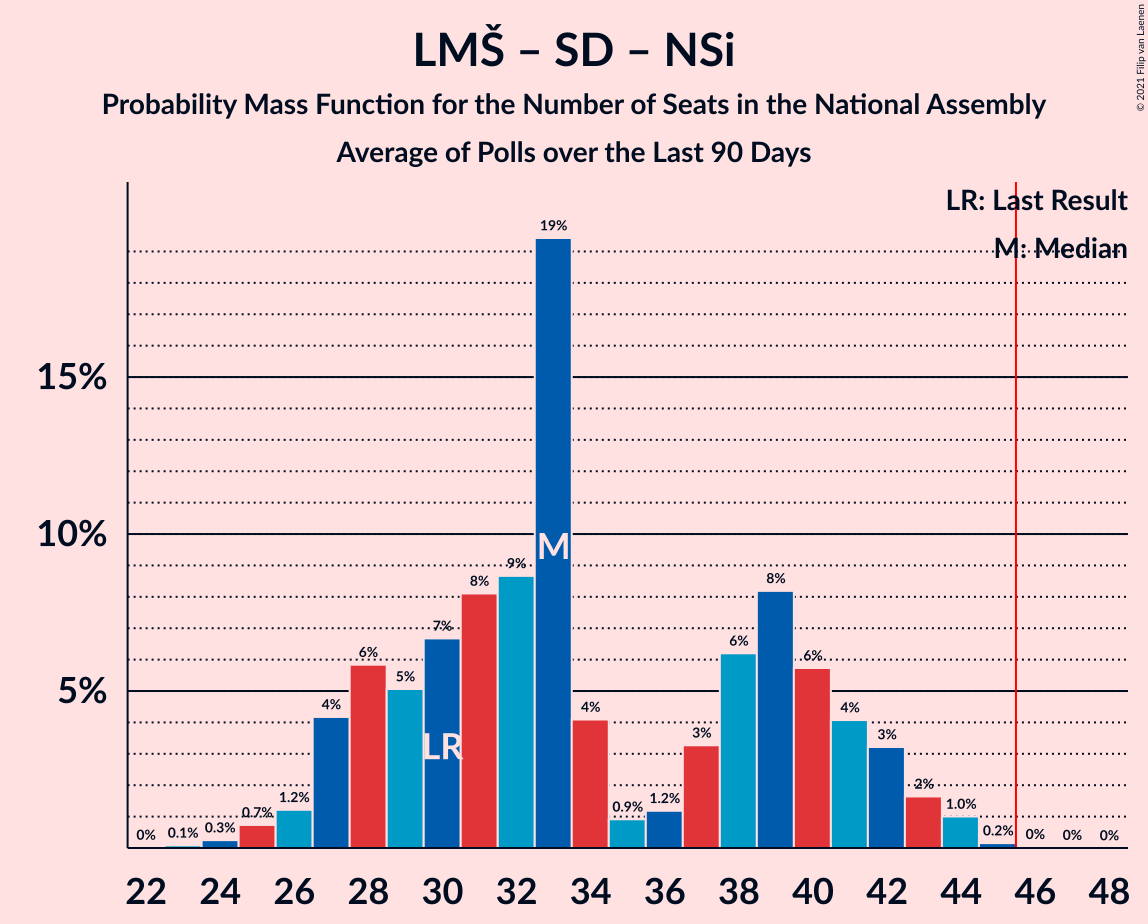 LMŠ – SD – NSi
Probability Mass Function for the Number of Seats in the National Assembly
Average of Polls over the Last 90 Days
© 2021 Filip van Laenen
LR: Last Result
M: Median
15%
10%
5%
0% 0.1% 0.3% 0.7% 1.2% 4% 6% 5% 7% 8% 9% 19% 4% 0.9% 1.2% 3% 6% 8% 6% 4% 3% 2% 1.0% 0.2% 0% 0% 0%
M
LR
22 24 26 28 30 32 34 36 38 40 42 44 46 48